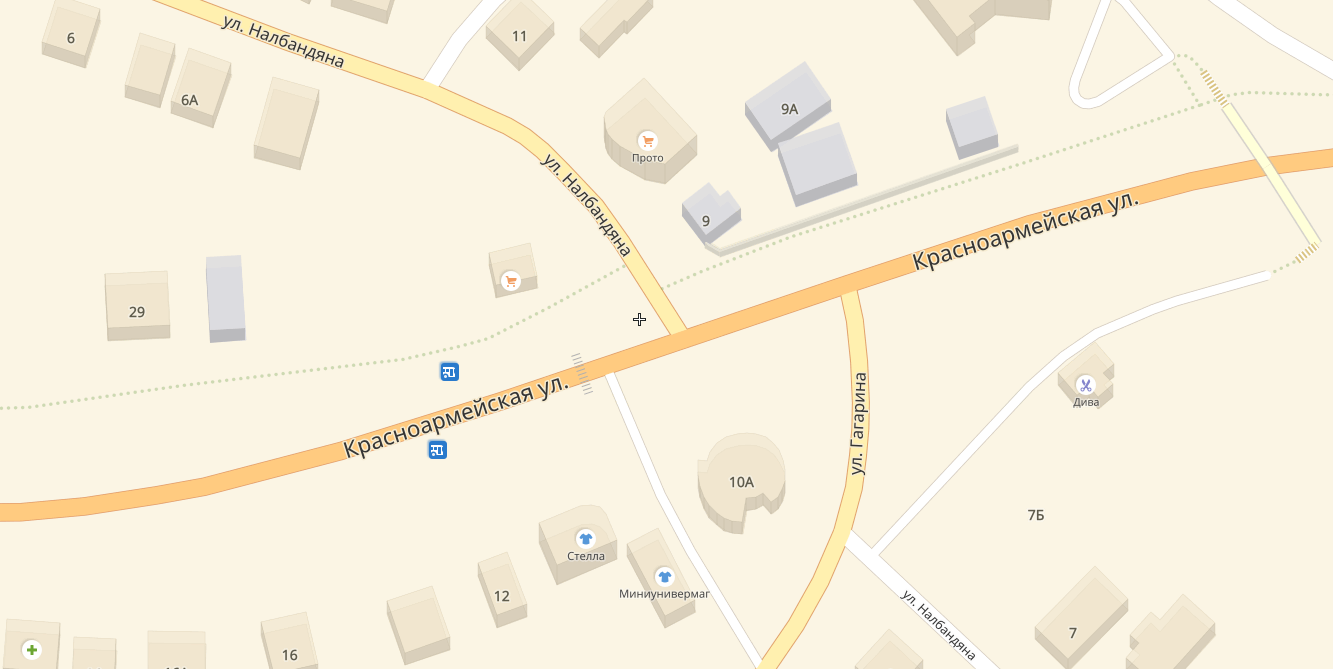 ул. Налбандяна
11
6
6А
9А
Прото
ул. Налбандяна
9
Красноармейская ул.
29
Красноармейская ул.
ул. Гагарина
Дива
10А
7Б
Стелла
12
Миниунивермаг
ул. Налбандяна
7
16